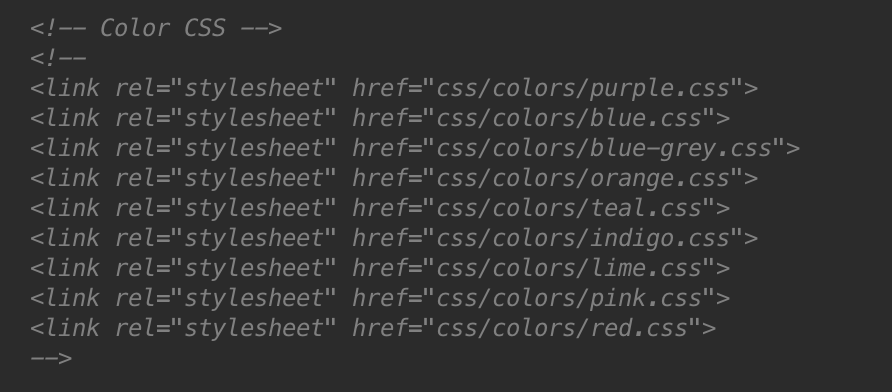 <!-- Color CSS -->
<!--
<link rel="stylesheet" href="css/colors/purple.css">
<link rel="stylesheet" href="css/colors/blue.css">
<link rel="stylesheet" href="css/colors/blue-grey.css">
<link rel="stylesheet" href="css/colors/orange.css">
<link rel="stylesheet" href="css/colors/teal.css">
<link rel="stylesheet" href="css/colors/indigo.css">
<link rel="stylesheet" href="css/colors/lime.css">
<link rel="stylesheet" href="css/colors/pink.css">
<link rel="stylesheet" href="css/colors/red.css">
-->